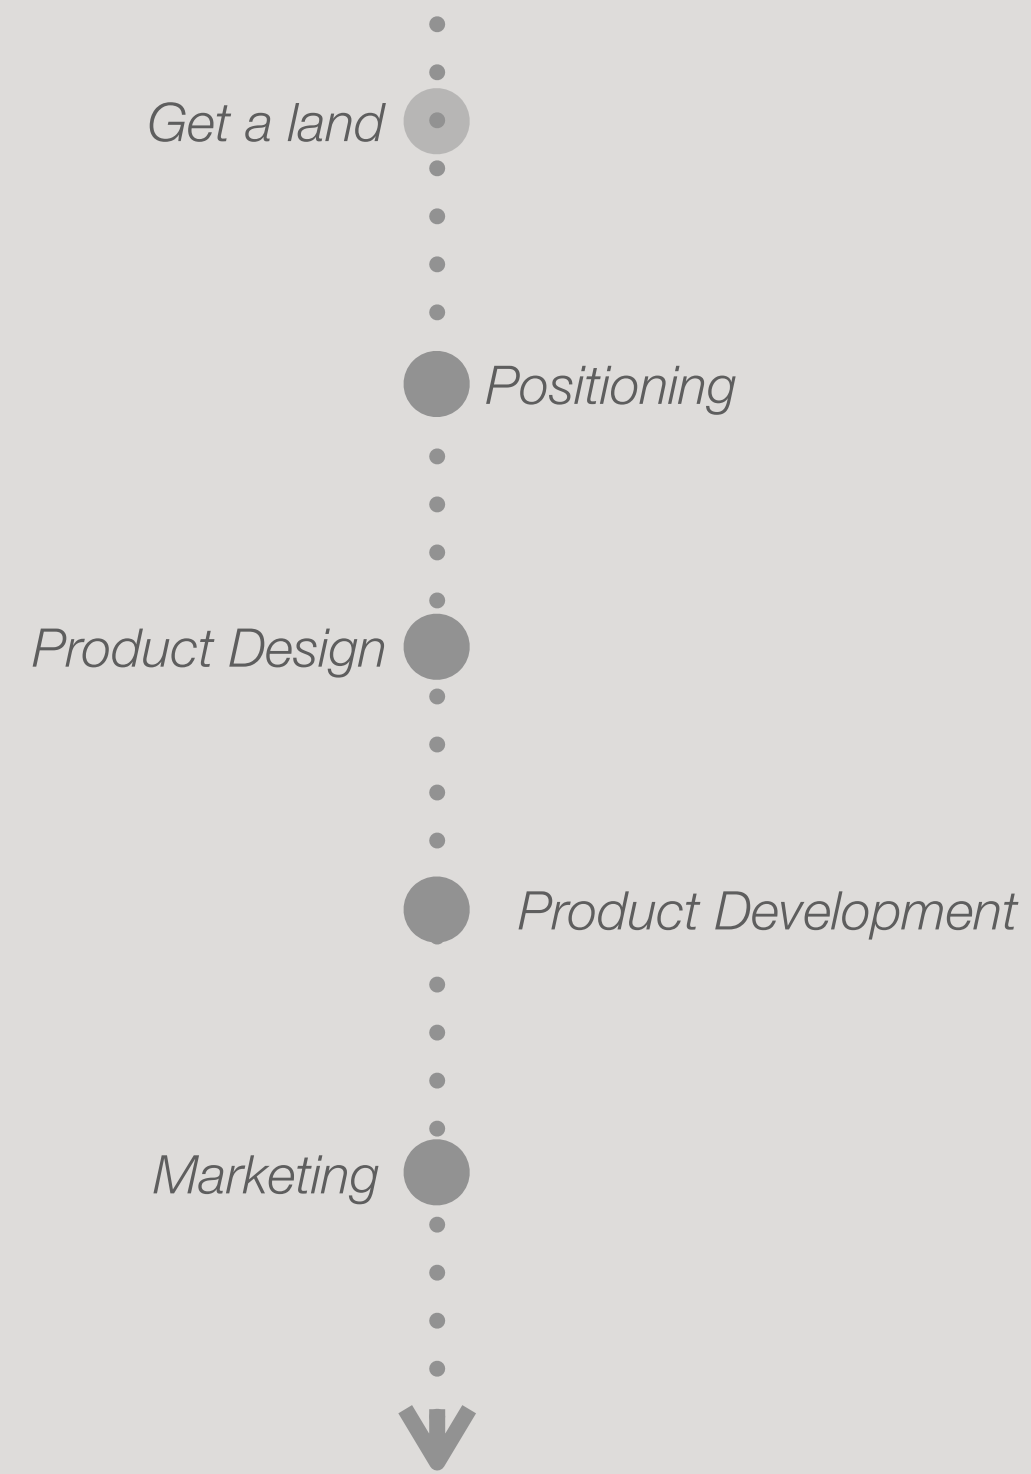 Get a land
Positioning
Product Design
Product Development
Marketing